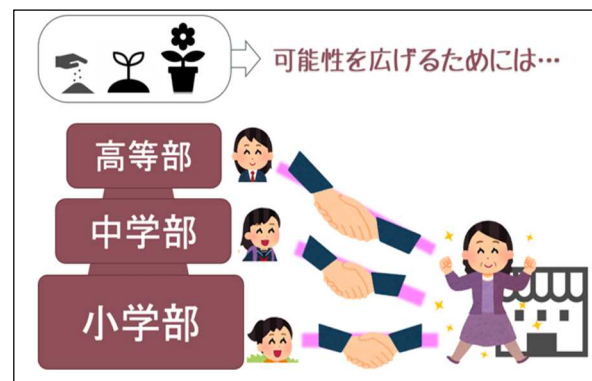 可能性を広げるためには…
高等部
中学部
小学部